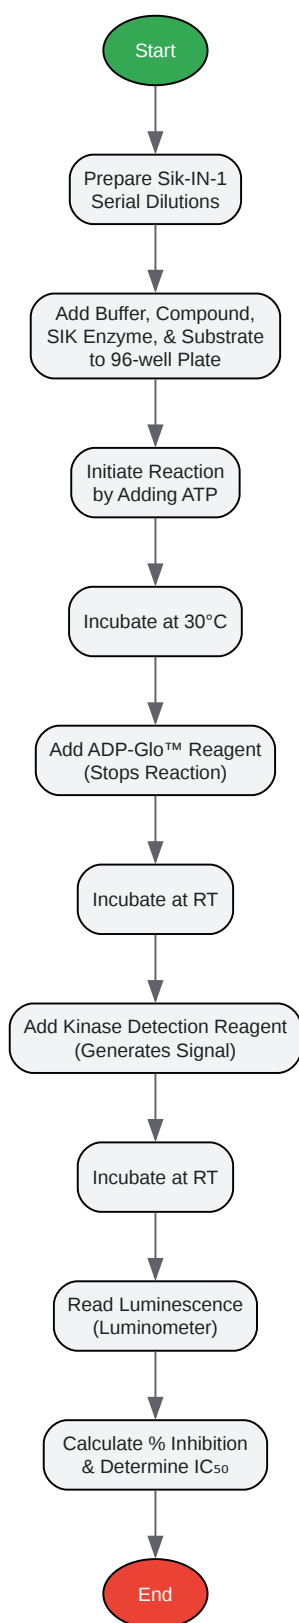 Start
Prepare Sik-IN-1
Serial Dilutions
Add Buffer, Compound,
SIK Enzyme, & Substrate
to 96-well Plate
Initiate Reaction
by Adding ATP
Incubate at 30°C
Add ADP-Glo™ Reagent
(Stops Reaction)
Incubate at RT
Add Kinase Detection Reagent
(Generates Signal)
Incubate at RT
Read Luminescence
(Luminometer)
Calculate % Inhibition
& Determine IC₅₀
End